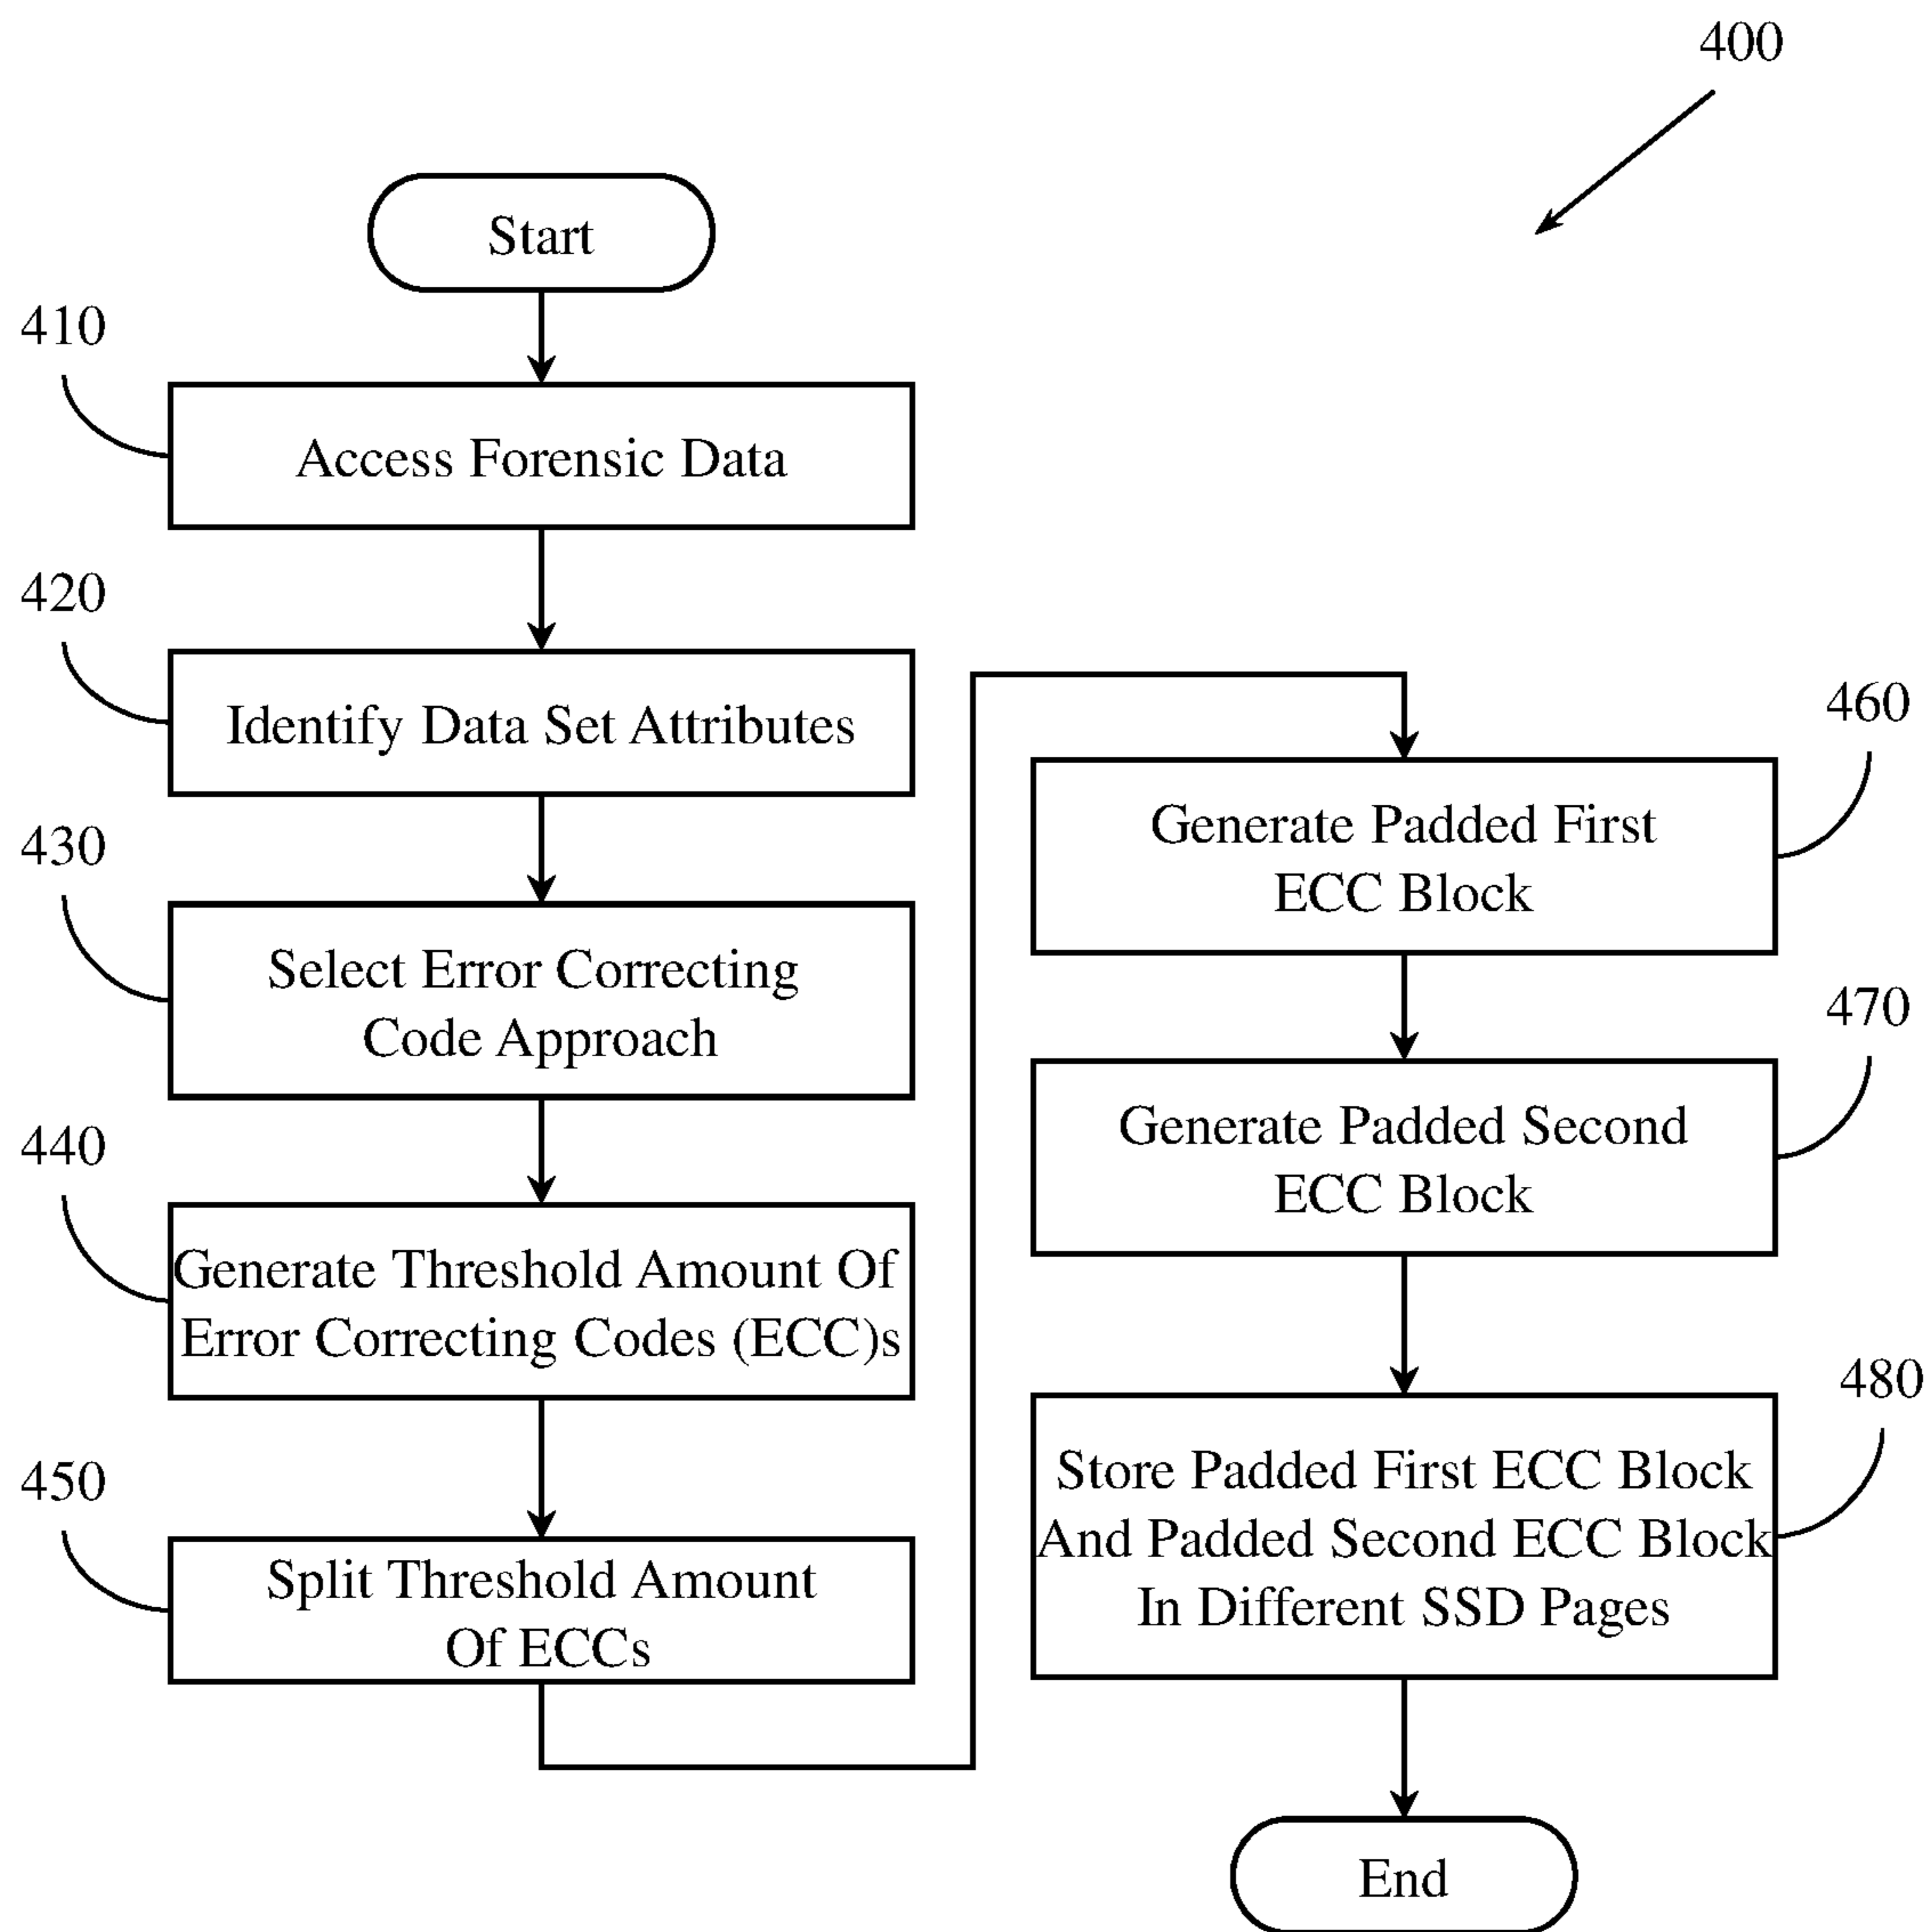 400
Start
410
Access Forensic Data
420
Identify Data Set Attributes
430
Select Error Correcting
Code Approach
440
Generate Threshold Amount Of
Error Correcting Codes (ECC)s
450
Split Threshold Amount
Of ECCs
460
Generate Padded First
ECC Block
470
Generate Padded Second
ECC Block
480
Store Padded First ECC Block
And Padded Second ECC Block
In Different SSD Pages
End